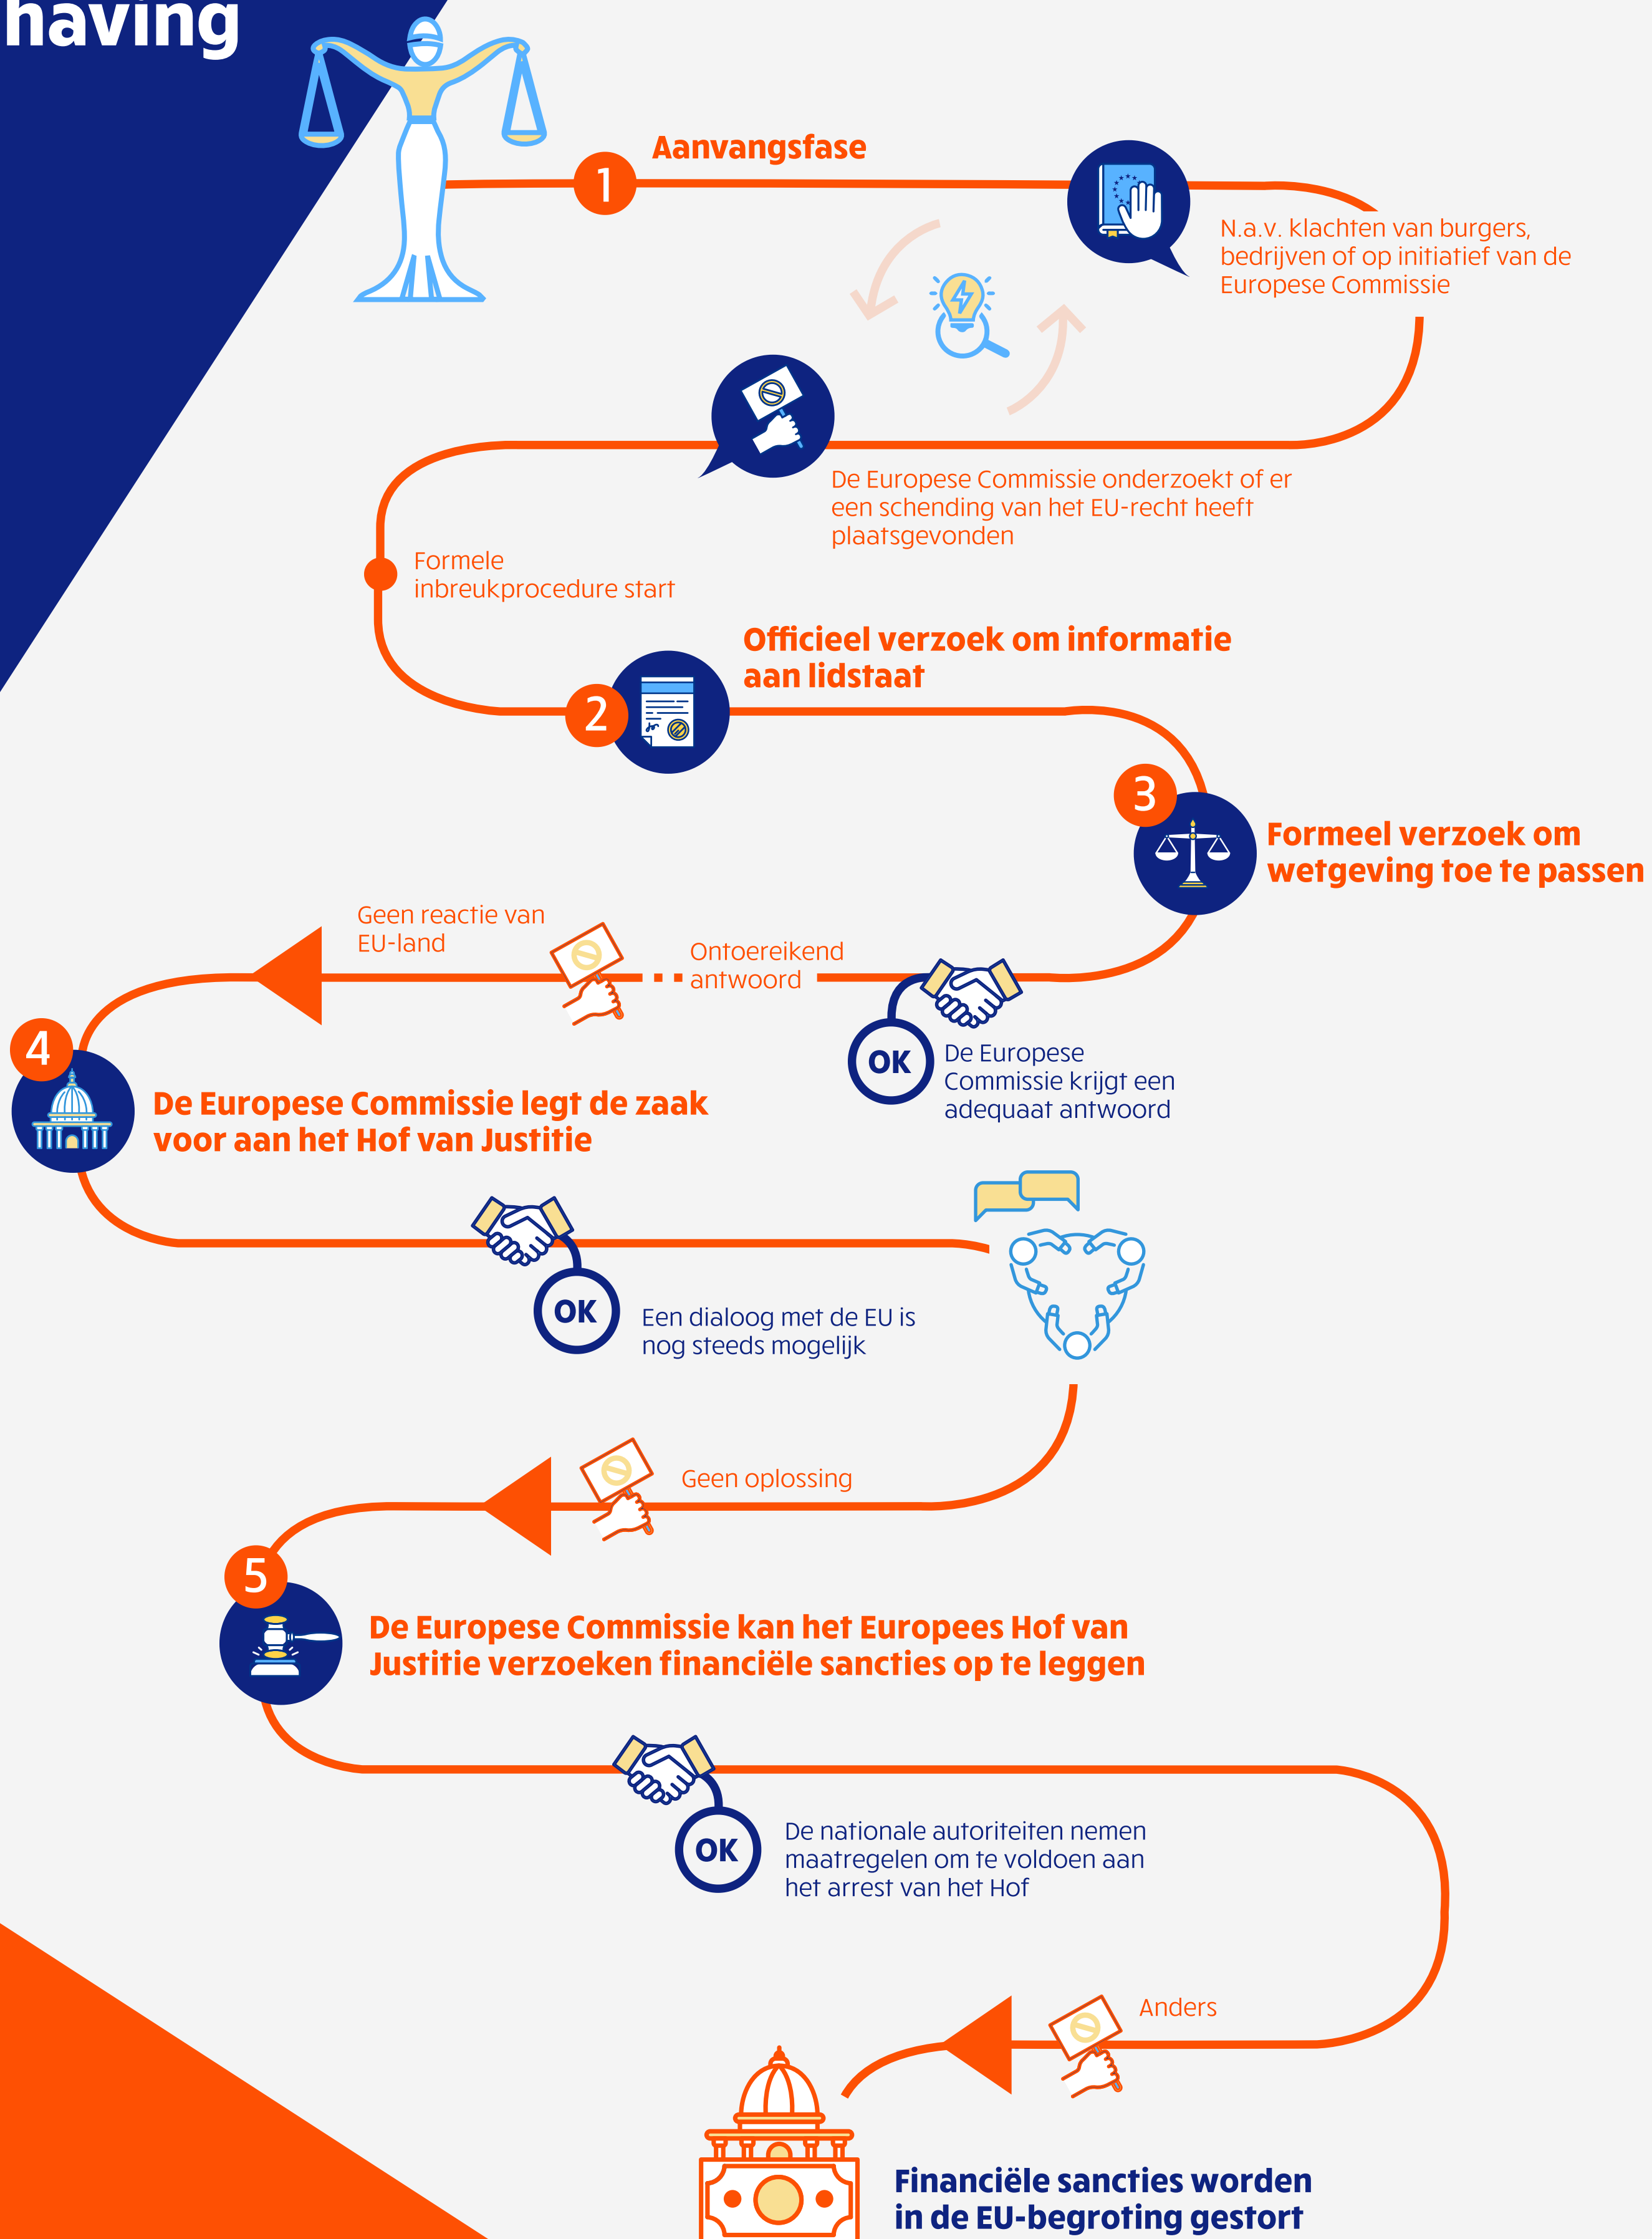 having
1
Aanvangsfase
N.a.v. klachten van burgers,
bedrijven of op initiatief van de
Europese Commissie
De Europese Commissie onderzoekt of er
een schending van het EU-recht heeft
plaatsgevonden
Formele
inbreukprocedure start
2
Officieel verzoek om informatie
aan lidstaat
3
Formeel verzoek om
wetgeving toe te passen
Geen reactie van
EU-land
Ontoereikend
antwoord
OK
De Europese
Commissie krijgt een
adequaat antwoord
4
De Europese Commissie legt de zaak
voor aan het Hof van Justitie
OK
Een dialoog met de EU is
nog steeds mogelijk
Geen oplossing
5
De Europese Commissie kan het Europees Hof van
Justitie verzoeken financiële sancties op te leggen
OK
De nationale autoriteiten nemen
maatregelen om te voldoen aan
het arrest van het Hof
Anders
Financiële sancties worden
in de EU-begroting gestort